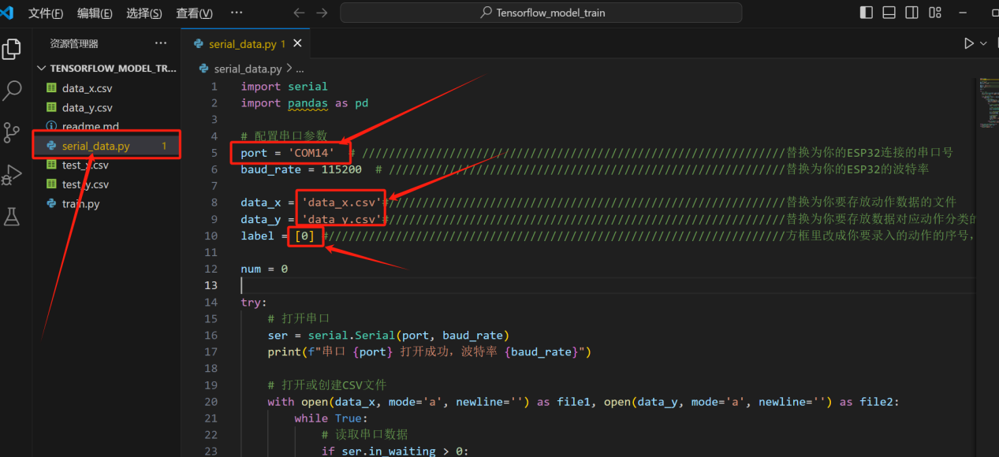 文件(F) 编辑(E) 选择(S) 查看(V) ··· Tensorflow_model_train
资源管理器 ···
TENSORFLOW_MODEL_TR...
data_x.csv
data_y.csv
readme.md
serial_data.py 1
test_x.csv
test_y.csv
train.py
serial_data.py 1
serial_data.py > ...
1 import serial
2 import pandas as pd
3
4 # 配置串口参数
5 port = 'COM14' # ///////////////////////////////////////////////////////////////替换为你的ESP32连接的串口号
6 baud_rate = 115200 # ///////////////////////////////////////////////////////////替换为你的ESP32的波特率
7
8 data_x = 'data_x.csv'#///////////////////////////////////////////////////////////替换为你要存放动作数据的文件
9 data_y = 'data_y.csv'#///////////////////////////////////////////////////////////替换为你要存放数据对应动作分类的
10 label = [0] #////////////////////////////////////////////////////////////////////方框里改成你要录入的动作的序号，
11
12 num = 0
13
14 try:
15 # 打开串口
16 ser = serial.Serial(port, baud_rate)
17 print(f"串口 {port} 打开成功，波特率 {baud_rate}")
18
19 # 打开或创建CSV文件
20 with open(data_x, mode='a', newline='') as file1, open(data_y, mode='a', newline='') as file2:
21 while True:
22 # 读取串口数据
23 if ser.in_waiting > 0: